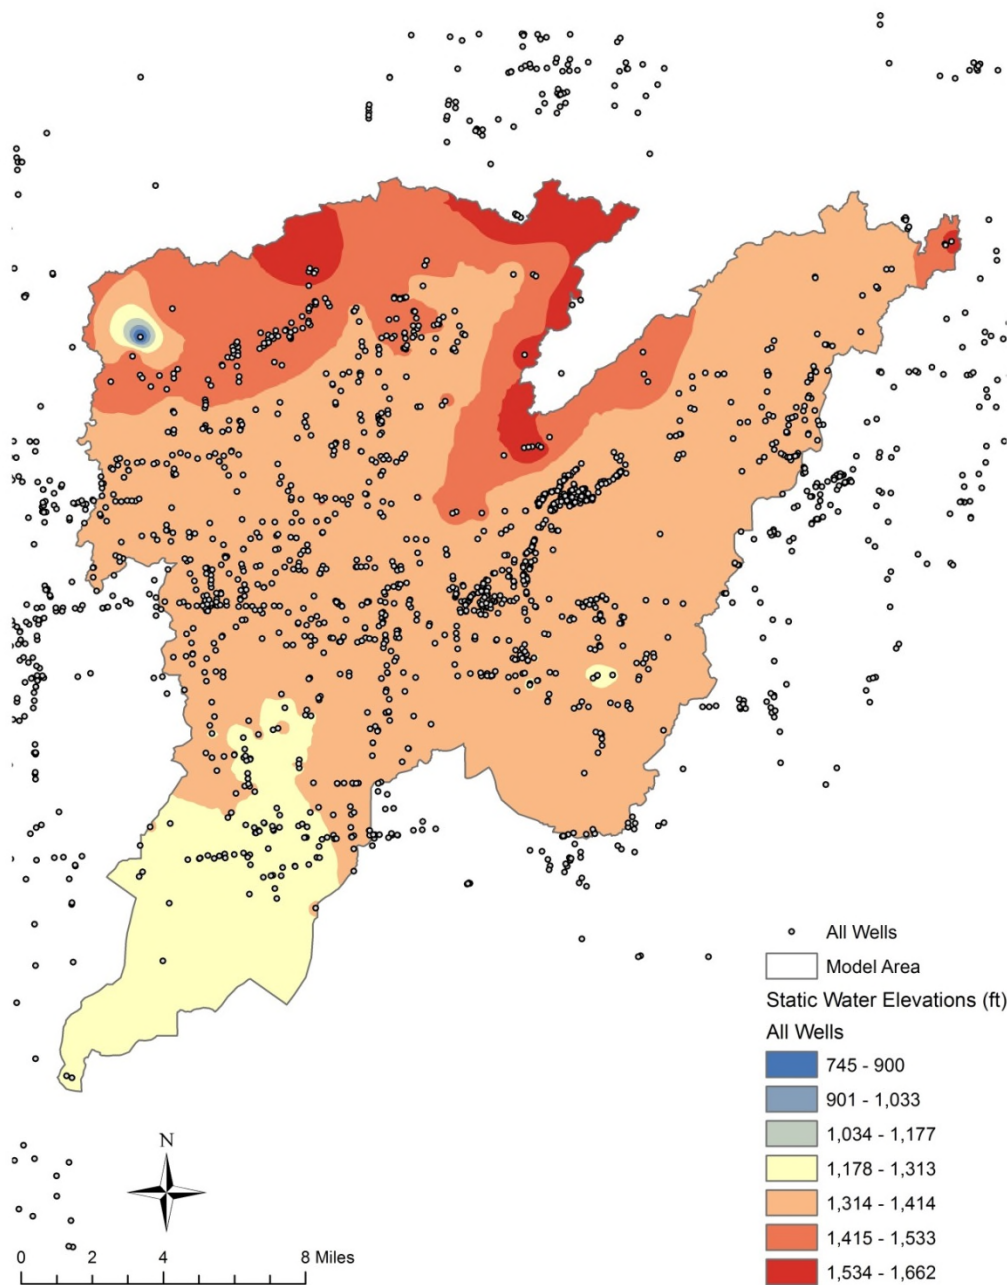 All Wells
Model Area
Static Water Elevations (ft)
All Wells
745 - 900
901 - 1,033
1,034 - 1,177
1,178 - 1,313
1,314 - 1,414
1,415 - 1,533
1,534 - 1,662
N
0 2 4 8 Miles